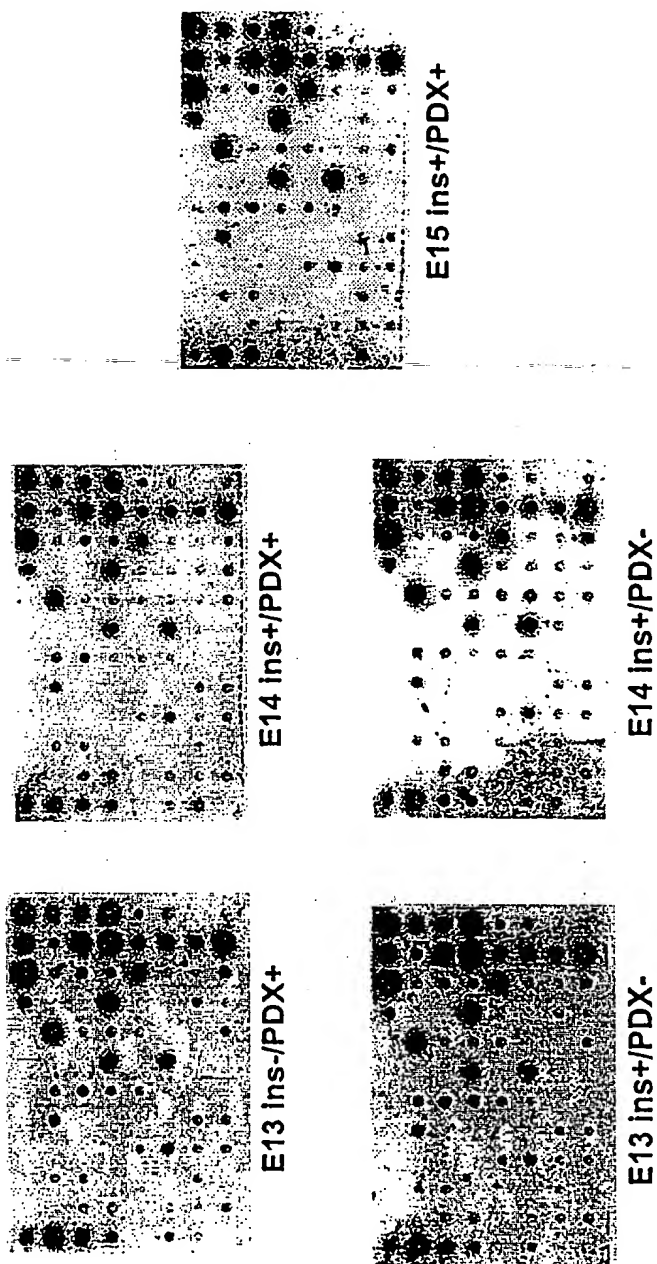 E15 ins+/PDX+
E14 ins+/PDX+
E14 ins+/PDX-
E13 ins-/PDX+
E13 ins+/PDX-